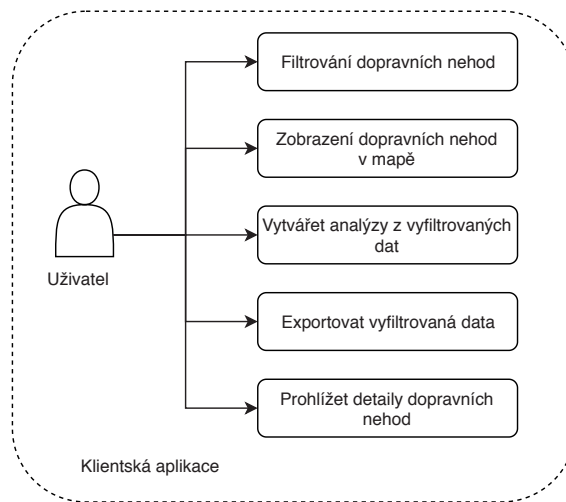 Filtrování dopravních nehod
Zobrazení dopravních nehod
v mapě
Vytvářet analýzy z vyfiltrovaných
dat
Uživatel
Exportovat vyfiltrovaná data
Prohlížet detaily dopravních
nehod
Klientská aplikace